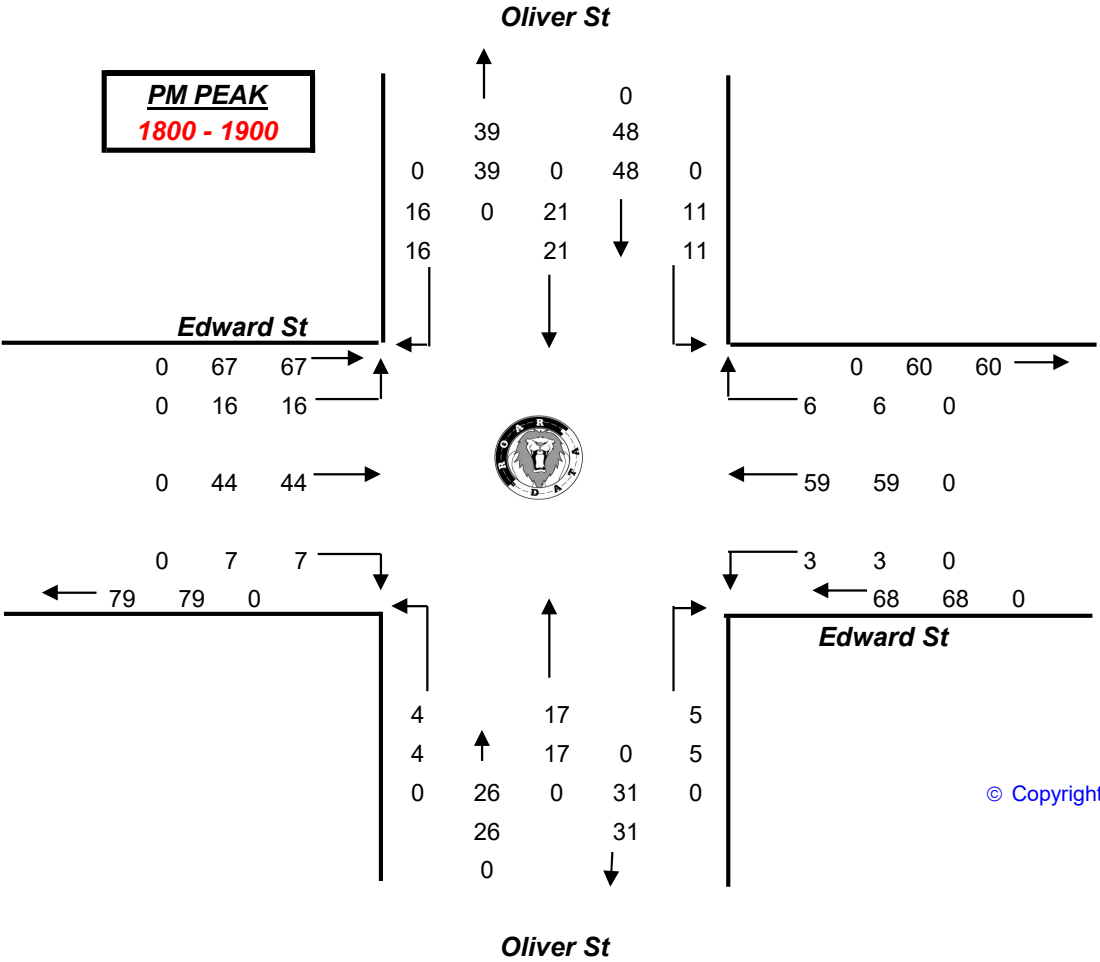 Oliver St
PM PEAK
1800 - 1900
0
39 48
0 39 0 48 0
16 0 21 11
16 21 11
Edward St
0 67 67 0 60 60
0 16 16 6 6 0
ROAR DATA
0 44 44 59 59 0
0 7 7 3 3 0
79 79 0 68 68 0
Edward St
4 17 5
4 17 0 5
0 26 0 31 0 © Copyright
26 31
0
Oliver St